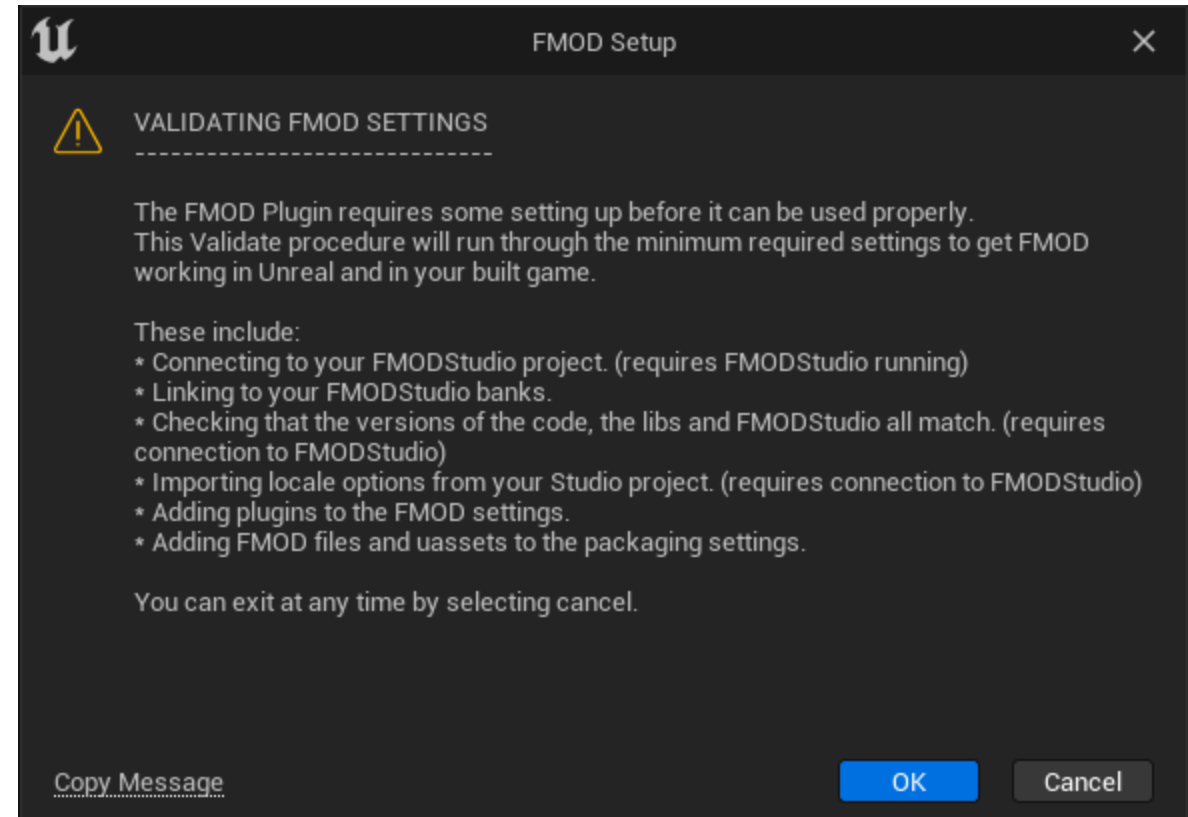 FMOD Setup
VALIDATING FMOD SETTINGS
------------------------------
The FMOD Plugin requires some setting up before it can be used properly.
This Validate procedure will run through the minimum required settings to get FMOD
working in Unreal and in your built game.
These include:
* Connecting to your FMODStudio project. (requires FMODStudio running)
* Linking to your FMODStudio banks.
* Checking that the versions of the code, the libs and FMODStudio all match. (requires
connection to FMODStudio)
* Importing locale options from your Studio project. (requires connection to FMODStudio)
* Adding plugins to the FMOD settings.
* Adding FMOD files and uassets to the packaging settings.
You can exit at any time by selecting cancel.
Copy Message
OK
Cancel